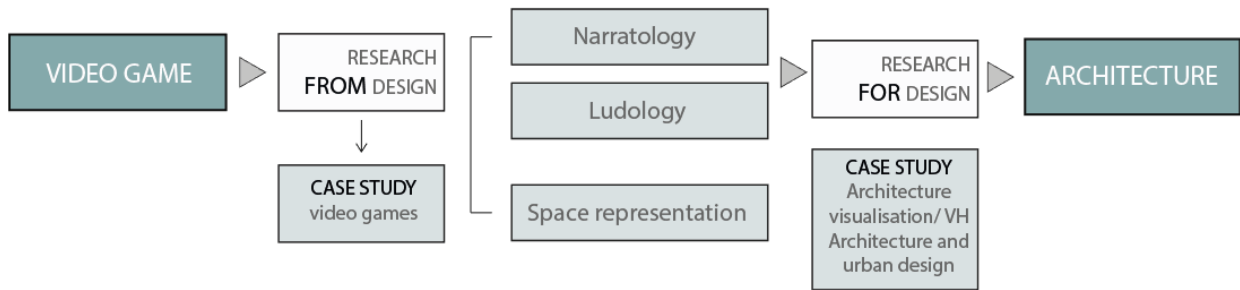 VIDEO GAME
RESEARCH
FROM DESIGN
CASE STUDY
video games
Narratology
Ludology
Space representation
RESEARCH
FOR DESIGN
CASE STUDY
Architecture
visualisation/ VH
Architecture and
urban design
ARCHITECTURE